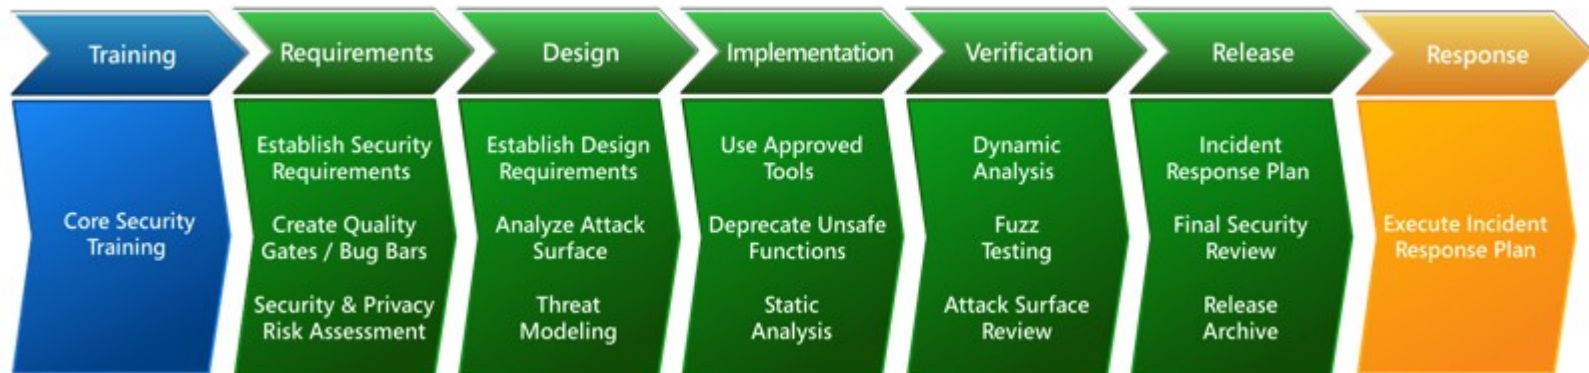 Training
Requirements
Design
Implementation
Verification
Release
Response
Core Security
Training
Establish Security
Requirements
Create Quality
Gates / Bug Bars
Security & Privacy
Risk Assessment
Establish Design
Requirements
Analyze Attack
Surface
Threat
Modeling
Use Approved
Tools
Deprecate Unsafe
Functions
Static
Analysis
Dynamic
Analysis
Fuzz
Testing
Attack Surface
Review
Incident
Response Plan
Final Security
Review
Release
Archive
Execute Incident
Response Plan